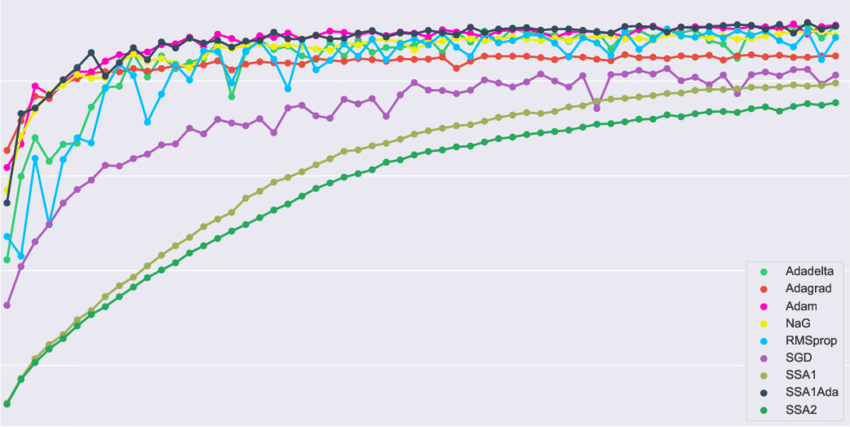 Adadelta
Adagrad
Adam
NaG
RMSprop
SGD
SSA1
SSA1Ada
SSA2